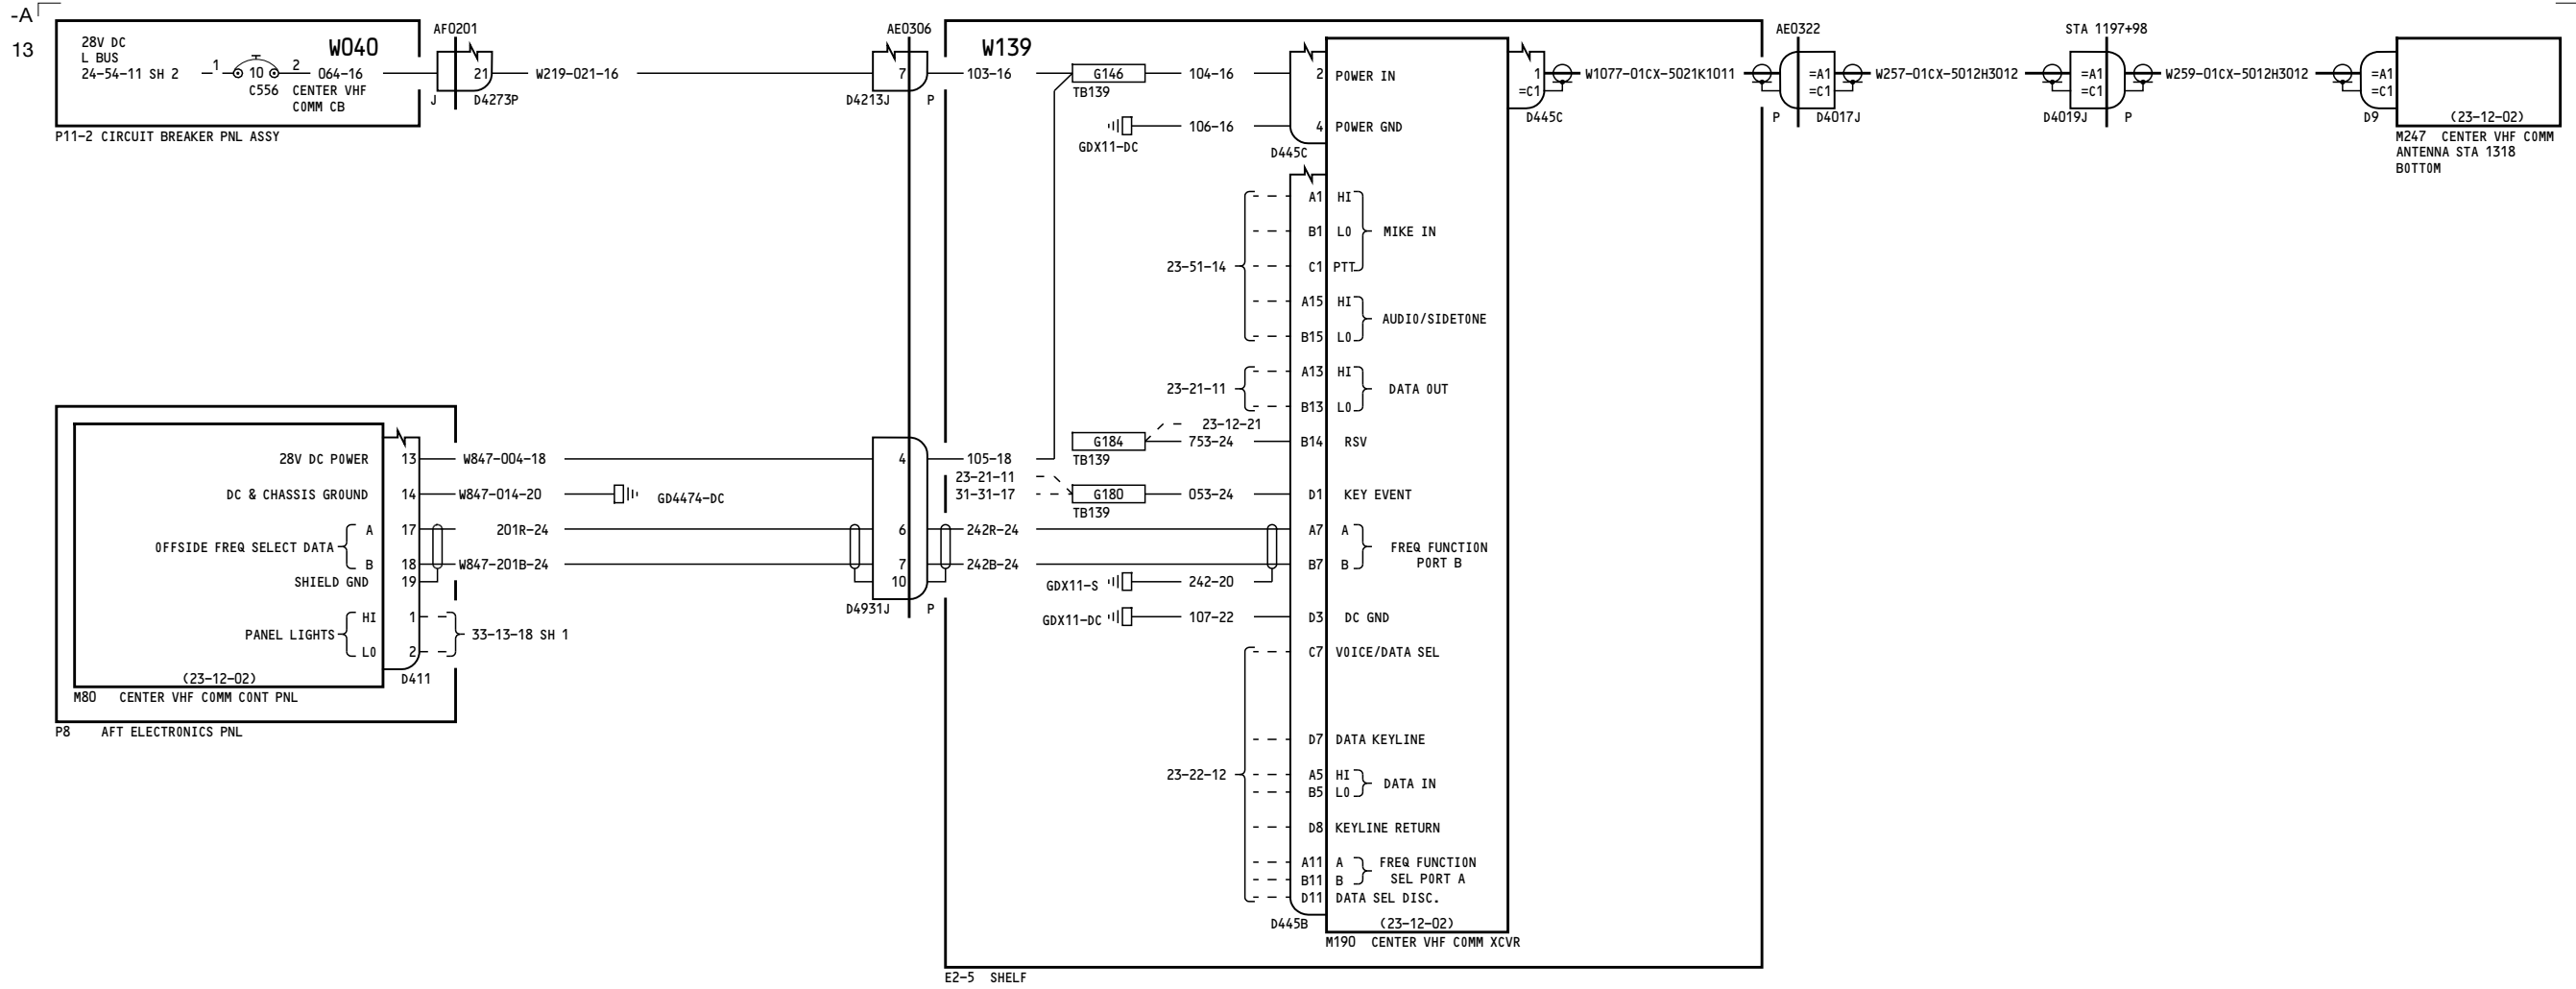 -A
13
28V DC
L BUS
24-54-11 SH 2
1
10
2
C556
W040
064-16
CENTER VHF
COMM CB
P11-2 CIRCUIT BREAKER PNL ASSY
AF0201
21
J
D4273P
W219-021-16
AE0306
7
D4213J
P
W139
103-16
G146
TB139
104-16
2
POWER IN
GDX11-DC
106-16
4
POWER GND
D445C
1
=C1
D445C
W1077-01CX-5021K1011
AE0322
=A1
=C1
P
D4017J
W257-01CX-5012H3012
STA 1197+98
=A1
=C1
D4019J
P
W259-01CX-5012H3012
=A1
=C1
D9
(23-12-02)
M247 CENTER VHF COMM
ANTENNA STA 1318
BOTTOM
23-51-14
A1 HI
B1 LO
C1 PTT
MIKE IN
A15 HI
B15 LO
AUDIO/SIDETONE
23-21-11
A13 HI
B13 LO
DATA OUT
23-12-21
G184
TB139
753-24
B14 RSV
28V DC POWER
13
W847-004-18
4
105-18
23-21-11
31-31-17
G180
TB139
053-24
D1 KEY EVENT
DC & CHASSIS GROUND
14
W847-014-20
GD4474-DC
OFFSIDE FREQ SELECT DATA
A
17
201R-24
6
242R-24
A7 A
B
18
W847-201B-24
7
242B-24
B7 B
FREQ FUNCTION
PORT B
SHIELD GND
19
10
GDX11-S
242-20
D4931J
P
PANEL LIGHTS
HI
1
LO
2
33-13-18 SH 1
GDX11-DC
107-22
D3 DC GND
(23-12-02)
D411
M80 CENTER VHF COMM CONT PNL
P8 AFT ELECTRONICS PNL
23-22-12
C7 VOICE/DATA SEL
D7 DATA KEYLINE
A5 HI
B5 LO
DATA IN
D8 KEYLINE RETURN
A11 A
B11 B
FREQ FUNCTION
SEL PORT A
D11 DATA SEL DISC.
D445B
(23-12-02)
M190 CENTER VHF COMM XCVR
E2-5 SHELF